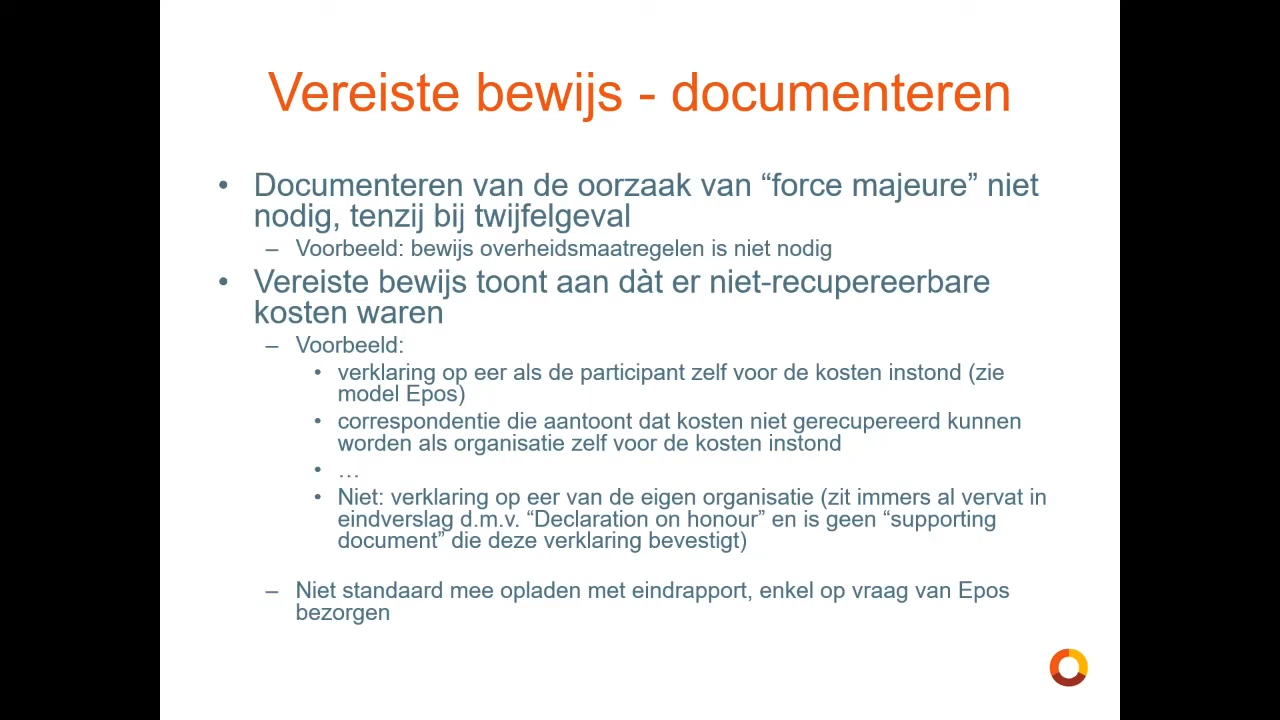 Vereiste bewijs - documenteren
• Documenteren van de oorzaak van “force majeure” niet
nodig, tenzij bij twijfelgeval
– Voorbeeld: bewijs overheidsmaatregelen is niet nodig
• Vereiste bewijs toont aan dàt er niet-recupereerbare
kosten waren
– Voorbeeld:
• verklaring op eer als de participant zelf voor de kosten instond (zie
model Epos)
• correspondentie die aantoont dat kosten niet gerecupereerd kunnen
worden als organisatie zelf voor de kosten instond
• …
• Niet: verklaring op eer van de eigen organisatie (zit immers al vervat in
eindverslag d.m.v. “Declaration on honour” en is geen “supporting
document” die deze verklaring bevestigt)
– Niet standaard mee opladen met eindrapport, enkel op vraag van Epos
bezorgen